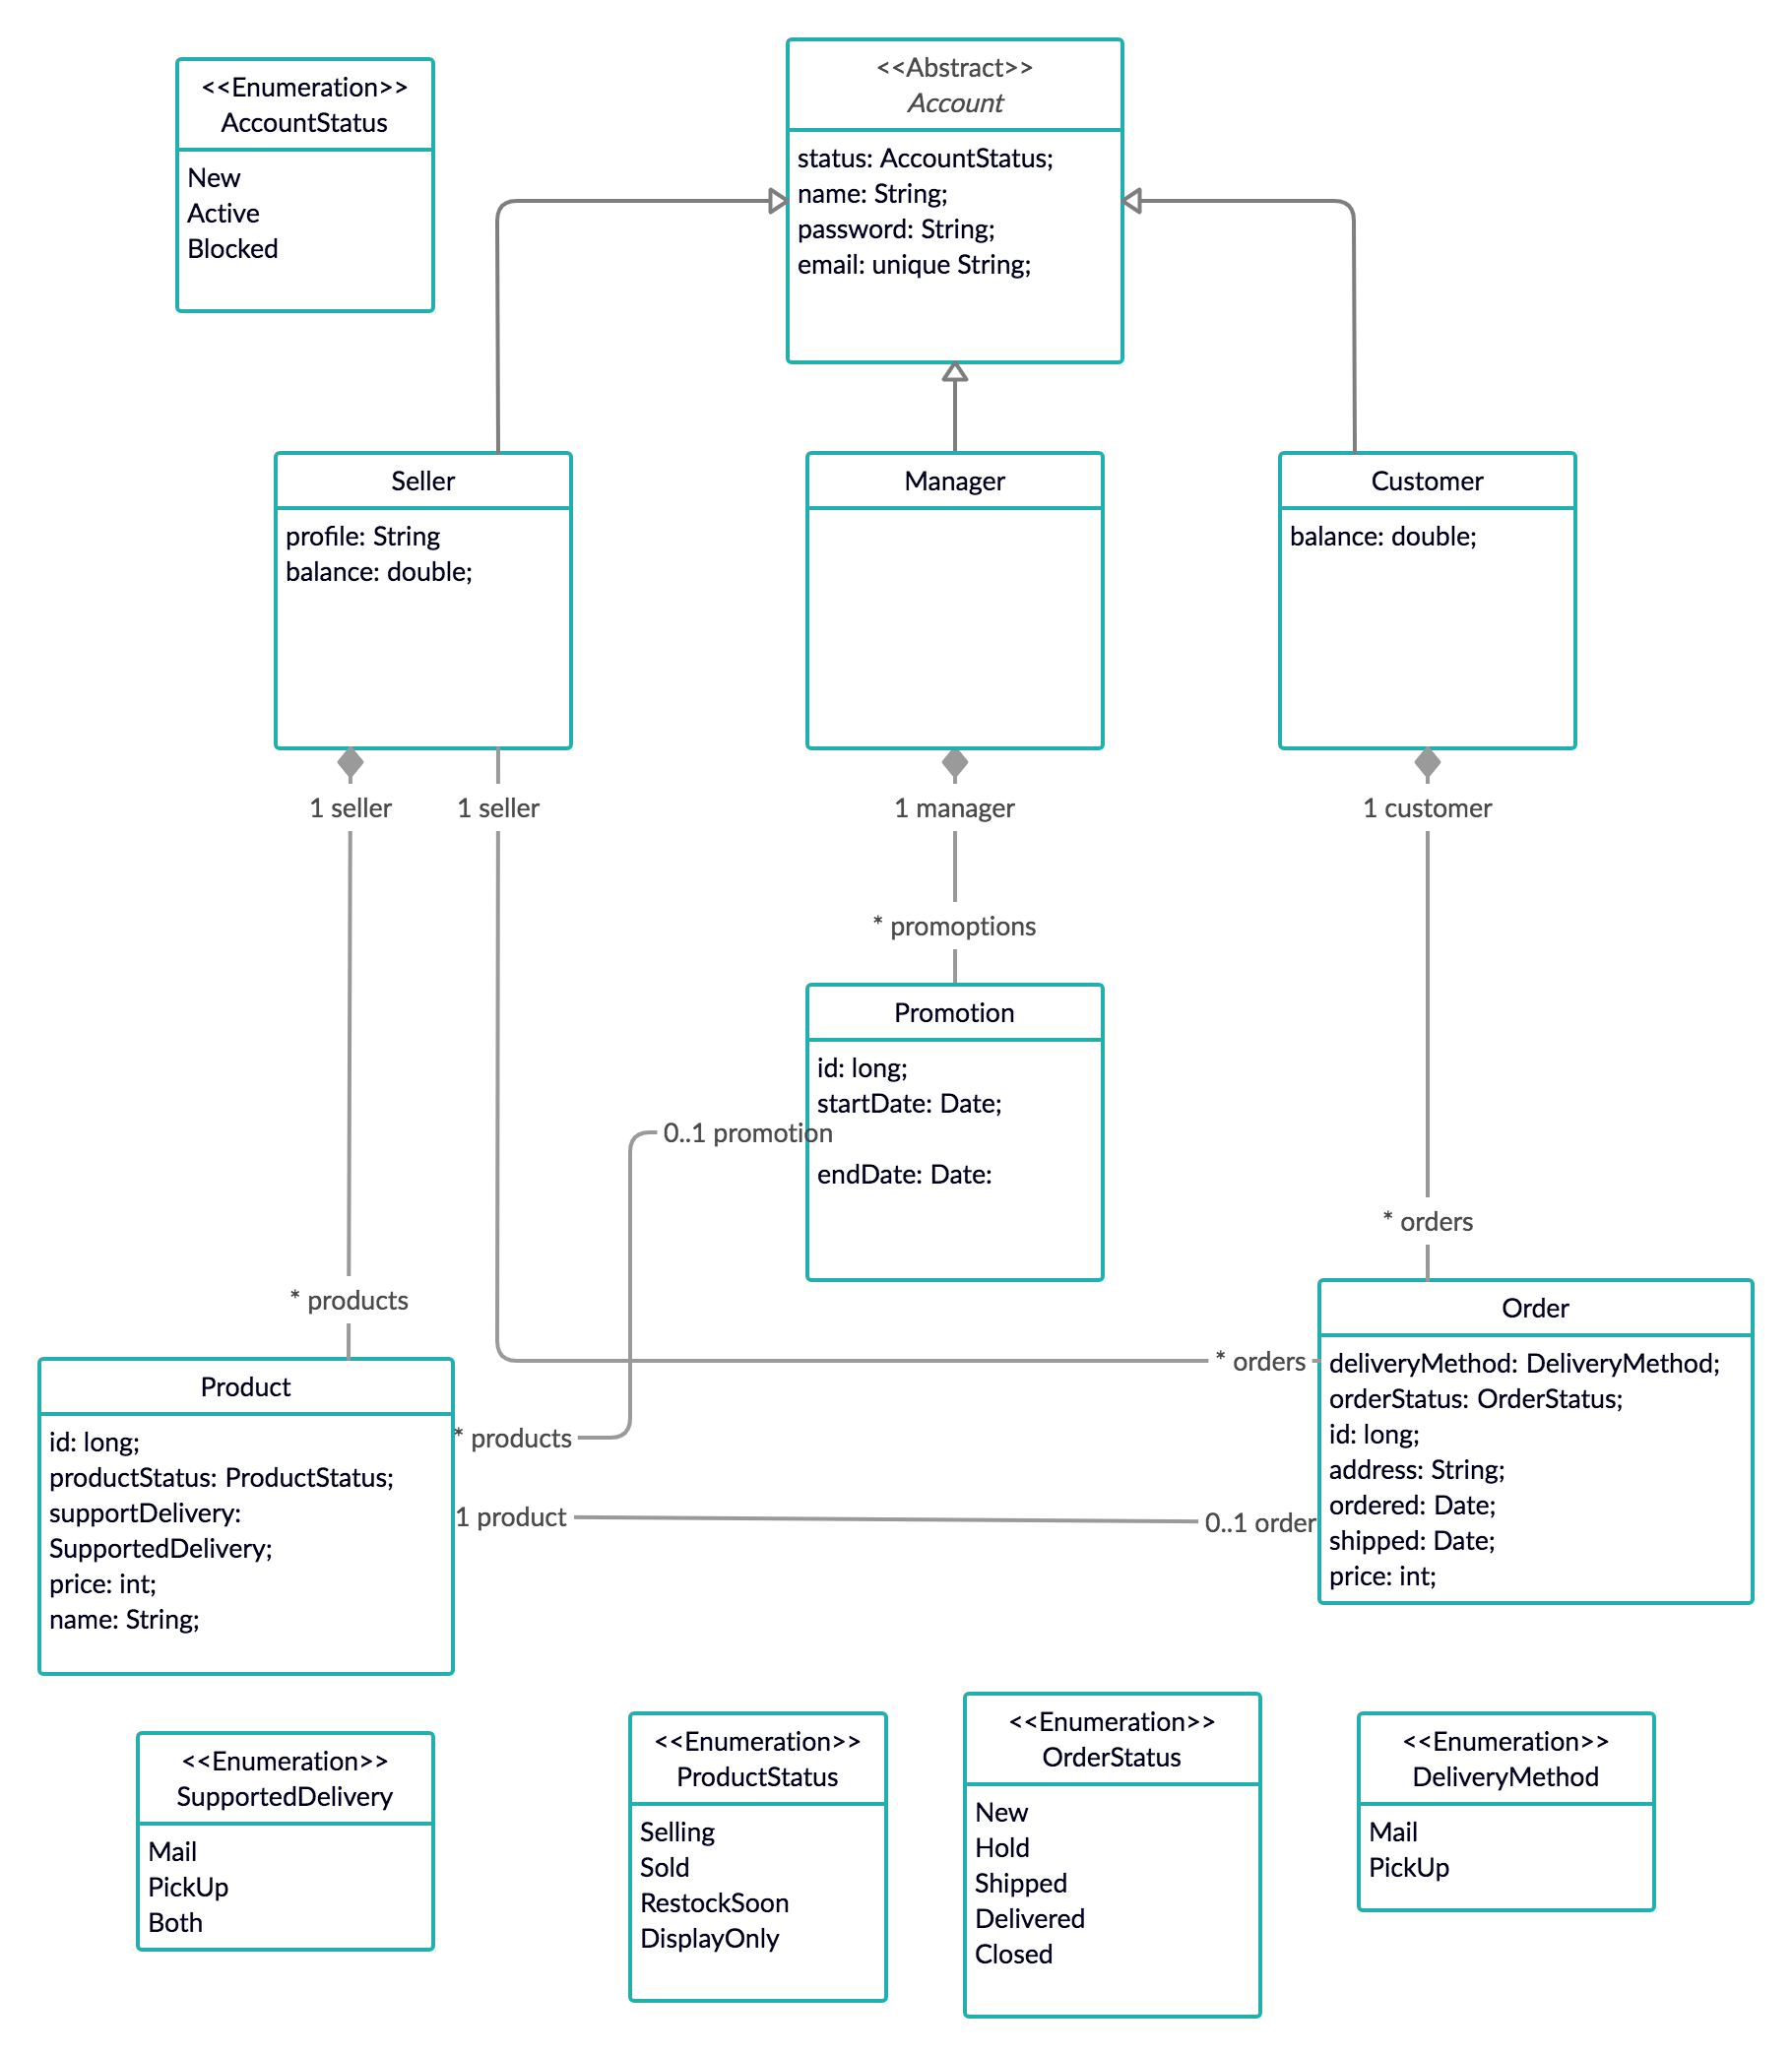 <<Enumeration>>
AccountStatus
New
Active
Blocked
<<Abstract>>
Account
status: AccountStatus;
name: String;
password: String;
email: unique String;
Seller
profile: String
balance: double;
Manager
Customer
balance: double;
1 seller
1 seller
1 manager
1 customer
* promoptions
Promotion
id: long;
startDate: Date;
0..1 promotion
endDate: Date:
* orders
* products
Order
* orders
deliveryMethod: DeliveryMethod;
orderStatus: OrderStatus;
id: long;
address: String;
ordered: Date;
shipped: Date;
price: int;
Product
* products
id: long;
productStatus: ProductStatus;
supportDelivery:
SupportedDelivery;
price: int;
name: String;
1 product
0..1 order
<<Enumeration>>
SupportedDelivery
Mail
PickUp
Both
<<Enumeration>>
ProductStatus
Selling
Sold
RestockSoon
DisplayOnly
<<Enumeration>>
OrderStatus
New
Hold
Shipped
Delivered
Closed
<<Enumeration>>
DeliveryMethod
Mail
PickUp